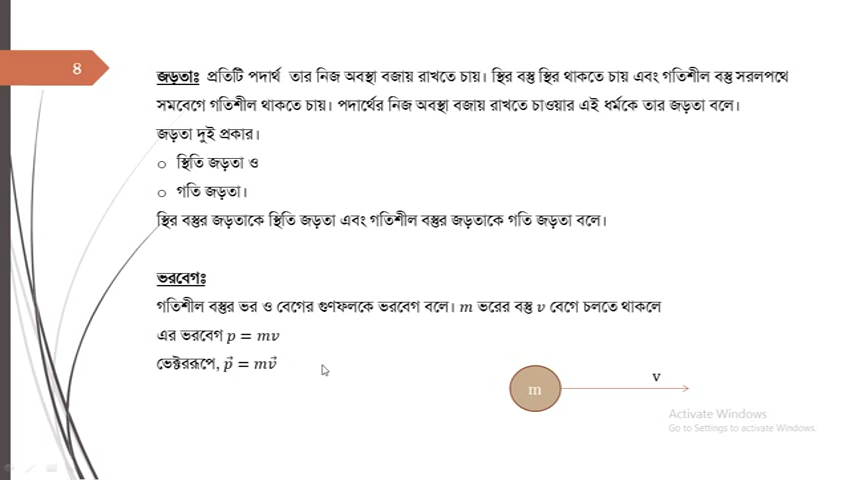 8
জড়তাঃ প্রতিটি পদার্থ তার নিজ অবস্থা বজায় রাখতে চায়। স্থির বস্তু স্থির থাকতে চায় এবং গতিশীল বস্তু সরলপথে
সমবেগে গতিশীল থাকতে চায়। পদার্থের নিজ অবস্থা বজায় রাখতে চাওয়ার এই ধর্মকে তার জড়তা বলে।
জড়তা দুই প্রকার।
o স্থিতি জড়তা ও
o গতি জড়তা।
স্থির বস্তুর জড়তাকে স্থিতি জড়তা এবং গতিশীল বস্তুর জড়তাকে গতি জড়তা বলে।
ভরবেগঃ
গতিশীল বস্তুর ভর ও বেগের গুণফলকে ভরবেগ বলে। m ভরের বস্তু v বেগে চলতে থাকলে
এর ভরবেগ p = mv
ভেক্টররূপে, p⃗ = mv⃗
m
v
Activate Windows
Go to Settings to activate Windows.